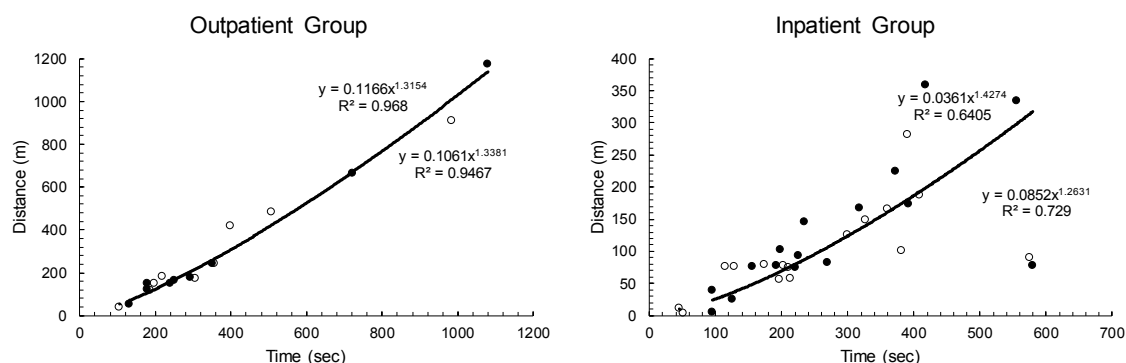 Outpatient Group
1200
1000
800
600
400
200
0
Distance (m)
y = 0.1166x^1.3154
R² = 0.968
y = 0.1061x^1.3381
R² = 0.9467
0 200 400 600 800 1000 1200
Time (sec)
Inpatient Group
400
350
300
250
200
150
100
50
0
Distance (m)
y = 0.0361x^1.4274
R² = 0.6405
y = 0.0852x^1.2631
R² = 0.729
0 100 200 300 400 500 600 700
Time (sec)